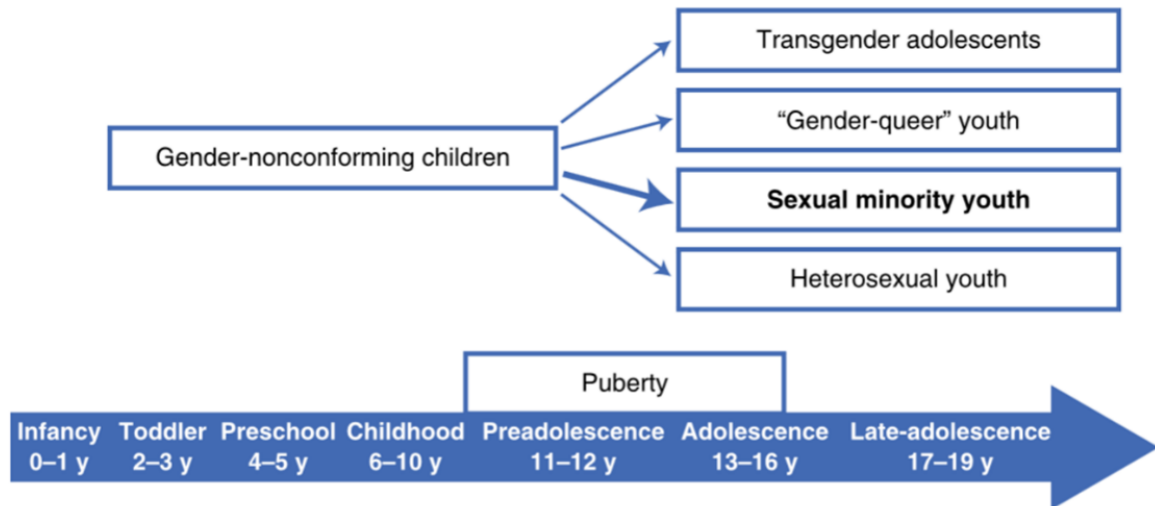 Transgender adolescents
“Gender-queer” youth
Gender-nonconforming children
Sexual minority youth
Heterosexual youth
Puberty
Infancy Toddler Preschool Childhood Preadolescence Adolescence Late-adolescence
0–1 y 2–3 y 4–5 y 6–10 y 11–12 y 13–16 y 17–19 y